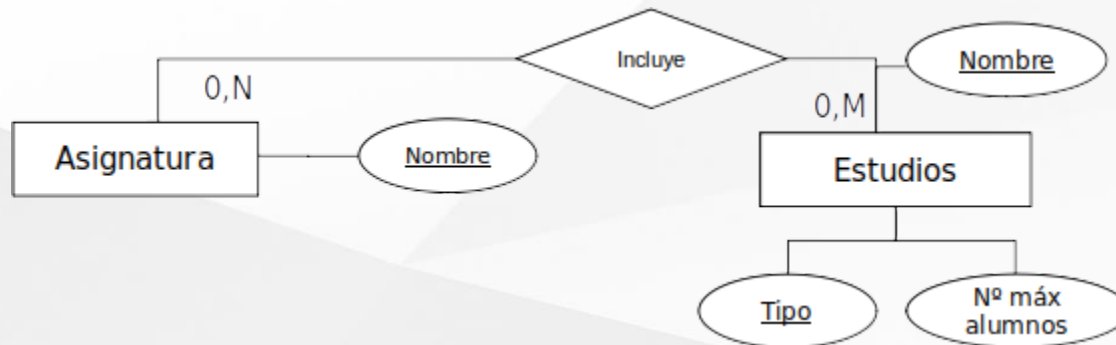 Incluye
Nombre
0,N
0,M
Asignatura
Nombre
Estudios
Tipo
Nº máx
alumnos